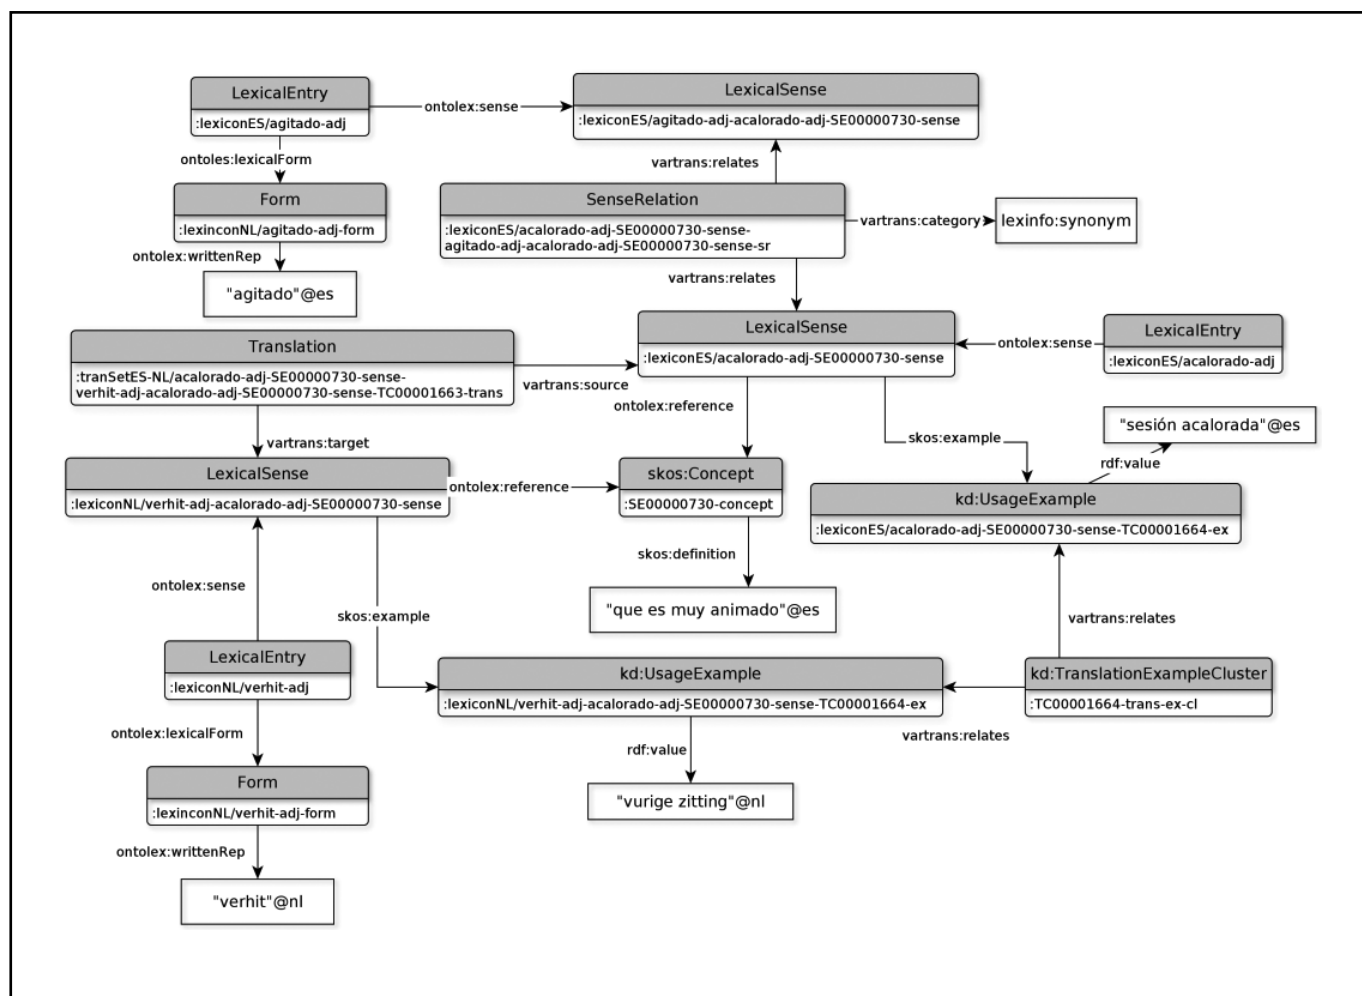 LexicalEntry
:lexiconES/agitado-adj
ontolex:sense
LexicalSense
:lexiconES/agitado-adj-acalorado-adj-SE00000730-sense
ontoles:lexicalForm
vartrans:relates
Form
:lexinconNL/agitado-adj-form
SenseRelation
:lexiconES/acalorado-adj-SE00000730-sense-
agitado-adj-acalorado-adj-SE00000730-sense-sr
vartrans:category
lexinfo:synonym
ontolex:writtenRep
"agitado"@es
vartrans:relates
Translation
:tranSetES-NL/acalorado-adj-SE00000730-sense-
verhit-adj-acalorado-adj-SE00000730-sense-TC00001663-trans
vartrans:source
LexicalSense
:lexiconES/acalorado-adj-SE00000730-sense
ontolex:sense
LexicalEntry
:lexiconES/acalorado-adj
ontolex:reference
vartrans:target
skos:example
"sesión acalorada"@es
rdf:value
LexicalSense
:lexiconNL/verhit-adj-acalorado-adj-SE00000730-sense
ontolex:reference
skos:Concept
:SE00000730-concept
kd:UsageExample
:lexiconES/acalorado-adj-SE00000730-sense-TC00001664-ex
skos:definition
ontolex:sense
skos:example
"que es muy animado"@es
vartrans:relates
LexicalEntry
:lexiconNL/verhit-adj
kd:UsageExample
:lexiconNL/verhit-adj-acalorado-adj-SE00000730-sense-TC00001664-ex
kd:TranslationExampleCluster
:TC00001664-trans-ex-cl
ontolex:lexicalForm
rdf:value
vartrans:relates
Form
:lexinconNL/verhit-adj-form
"vurige zitting"@nl
ontolex:writtenRep
"verhit"@nl